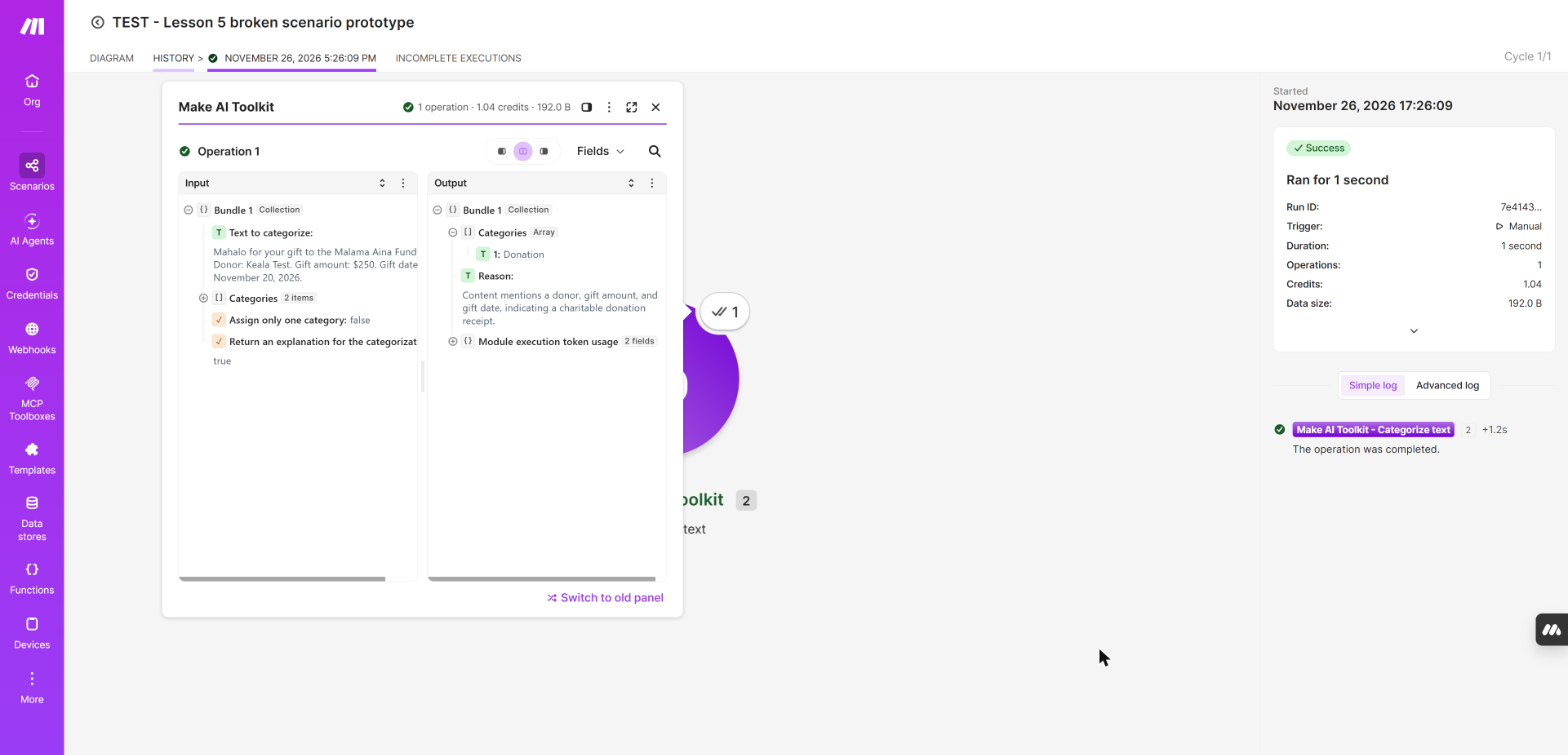 TEST - Lesson 5 broken scenario prototype
DIAGRAM
HISTORY >
NOVEMBER 26, 2026 5:26:09 PM
INCOMPLETE EXECUTIONS
Cycle 1/1
Org
Scenarios
AI Agents
Credentials
Webhooks
MCP
Toolboxes
Templates
Data
stores
Functions
Devices
More
Make AI Toolkit
1 operation · 1.04 credits · 192.0 B
Operation 1
Fields
Input
Bundle 1 Collection
T Text to categorize:
Mahalo for your gift to the Malama Aina Fund
Donor: Keala Test. Gift amount: $250. Gift date
November 20, 2026.
[] Categories 2 items
Assign only one category: false
Return an explanation for the categorizat
true
Output
{} Bundle 1 Collection
[] Categories Array
T 1: Donation
T Reason:
Content mentions a donor, gift amount, and
gift date, indicating a charitable donation
receipt.
{} Module execution token usage 2 fields
Switch to old panel
1
oolkit 2
text
Started
November 26, 2026 17:26:09
Success
Ran for 1 second
Run ID: 7e4143...
Trigger: Manual
Duration: 1 second
Operations: 1
Credits: 1.04
Data size: 192.0 B
Simple log
Advanced log
Make AI Toolkit - Categorize text 2 +1.2s
The operation was completed.